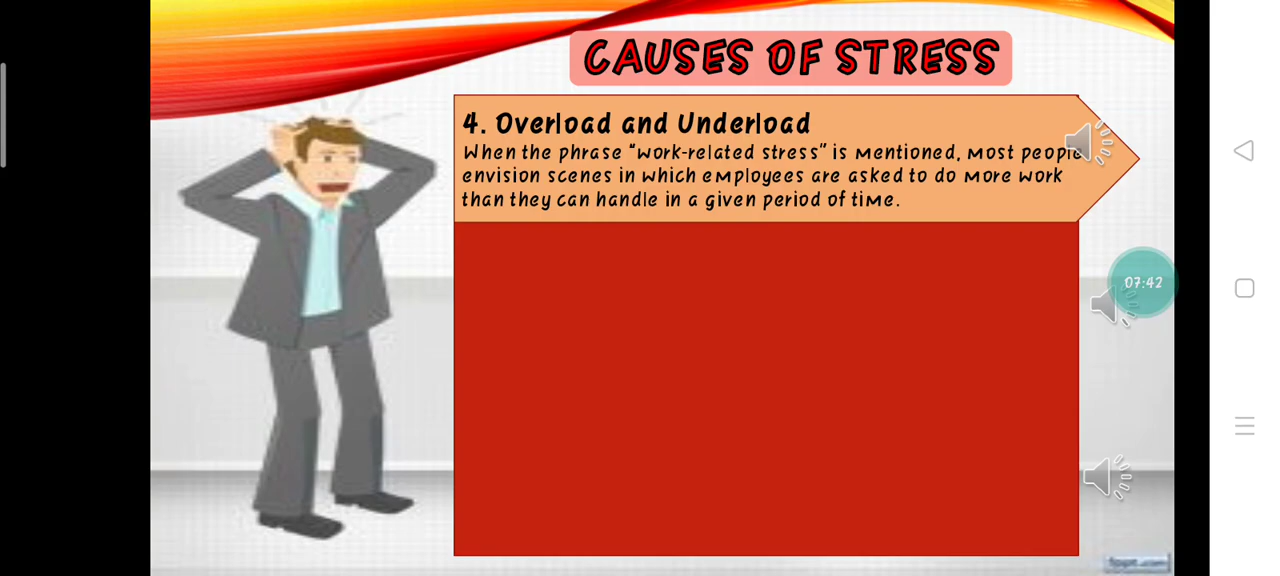 CAUSES OF STRESS
4. Overload and Underload
When the phrase "work-related stress" is mentioned, most people
envision scenes in which employees are asked to do more work
than they can handle in a given period of time.
07:42
fppt.com